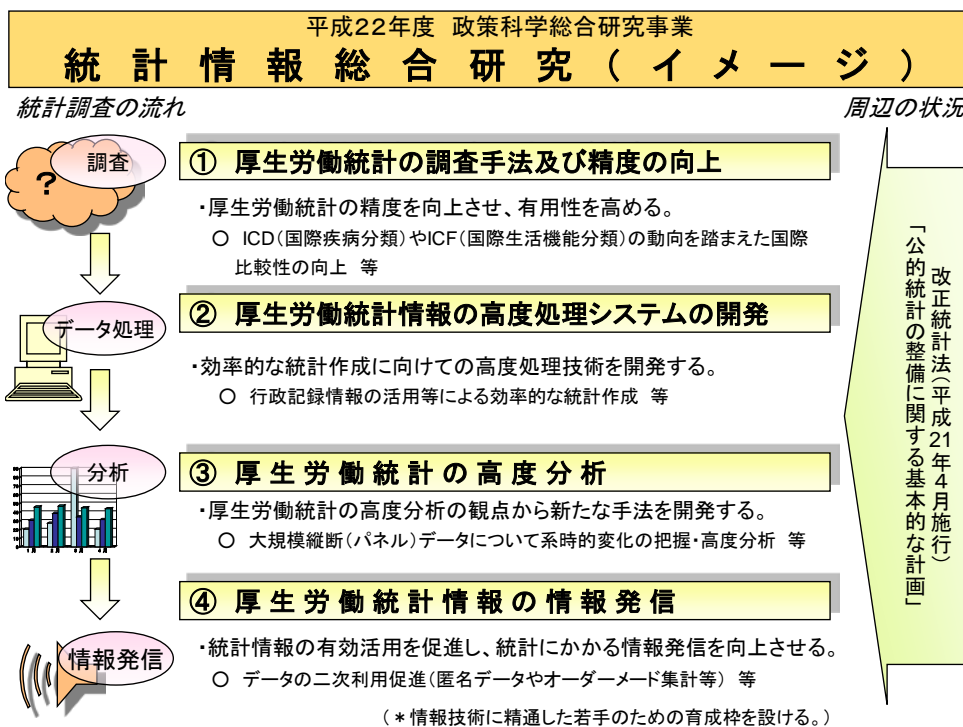 平成22年度 政策科学総合研究事業
統計情報総合研究（イメージ）
統計調査の流れ
周辺の状況
調査
?
① 厚生労働統計の調査手法及び精度の向上
・厚生労働統計の精度を向上させ、有用性を高める。
○ ICD（国際疾病分類）やICF（国際生活機能分類）の動向を踏まえた国際
比較性の向上 等
データ処理
② 厚生労働統計情報の高度処理システムの開発
・効率的な統計作成に向けての高度処理技術を開発する。
○ 行政記録情報の活用等による効率的な統計作成 等
分析
③ 厚生労働統計の高度分析
・厚生労働統計の高度分析の観点から新たな手法を開発する。
○ 大規模縦断（パネル）データについて系時的変化の把握・高度分析 等
情報発信
④ 厚生労働統計情報の情報発信
・統計情報の有効活用を促進し、統計にかかる情報発信を向上させる。
○ データの二次利用促進（匿名データやオーダーメード集計等） 等
（＊情報技術に精通した若手のための育成枠を設ける。）
改正統計法（平成21年4月施行）
「公的統計の整備に関する基本的な計画」